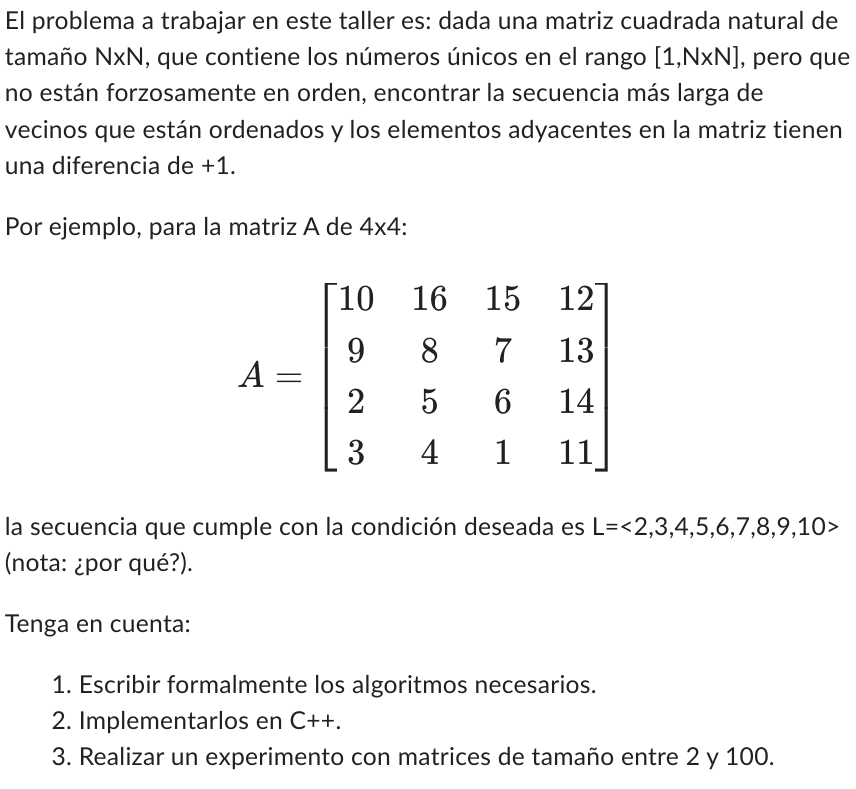 El problema a trabajar en este taller es: dada una matriz cuadrada natural de
tamaño NxN, que contiene los números únicos en el rango [1,NxN], pero que
no están forzosamente en orden, encontrar la secuencia más larga de
vecinos que están ordenados y los elementos adyacentes en la matriz tienen
una diferencia de +1.
Por ejemplo, para la matriz A de 4x4:
A =
10 16 15 12
9 8 7 13
2 5 6 14
3 4 1 11
la secuencia que cumple con la condición deseada es L=<2,3,4,5,6,7,8,9,10>
(nota: ¿por qué?).
Tenga en cuenta:
1. Escribir formalmente los algoritmos necesarios.
2. Implementarlos en C++.
3. Realizar un experimento con matrices de tamaño entre 2 y 100.